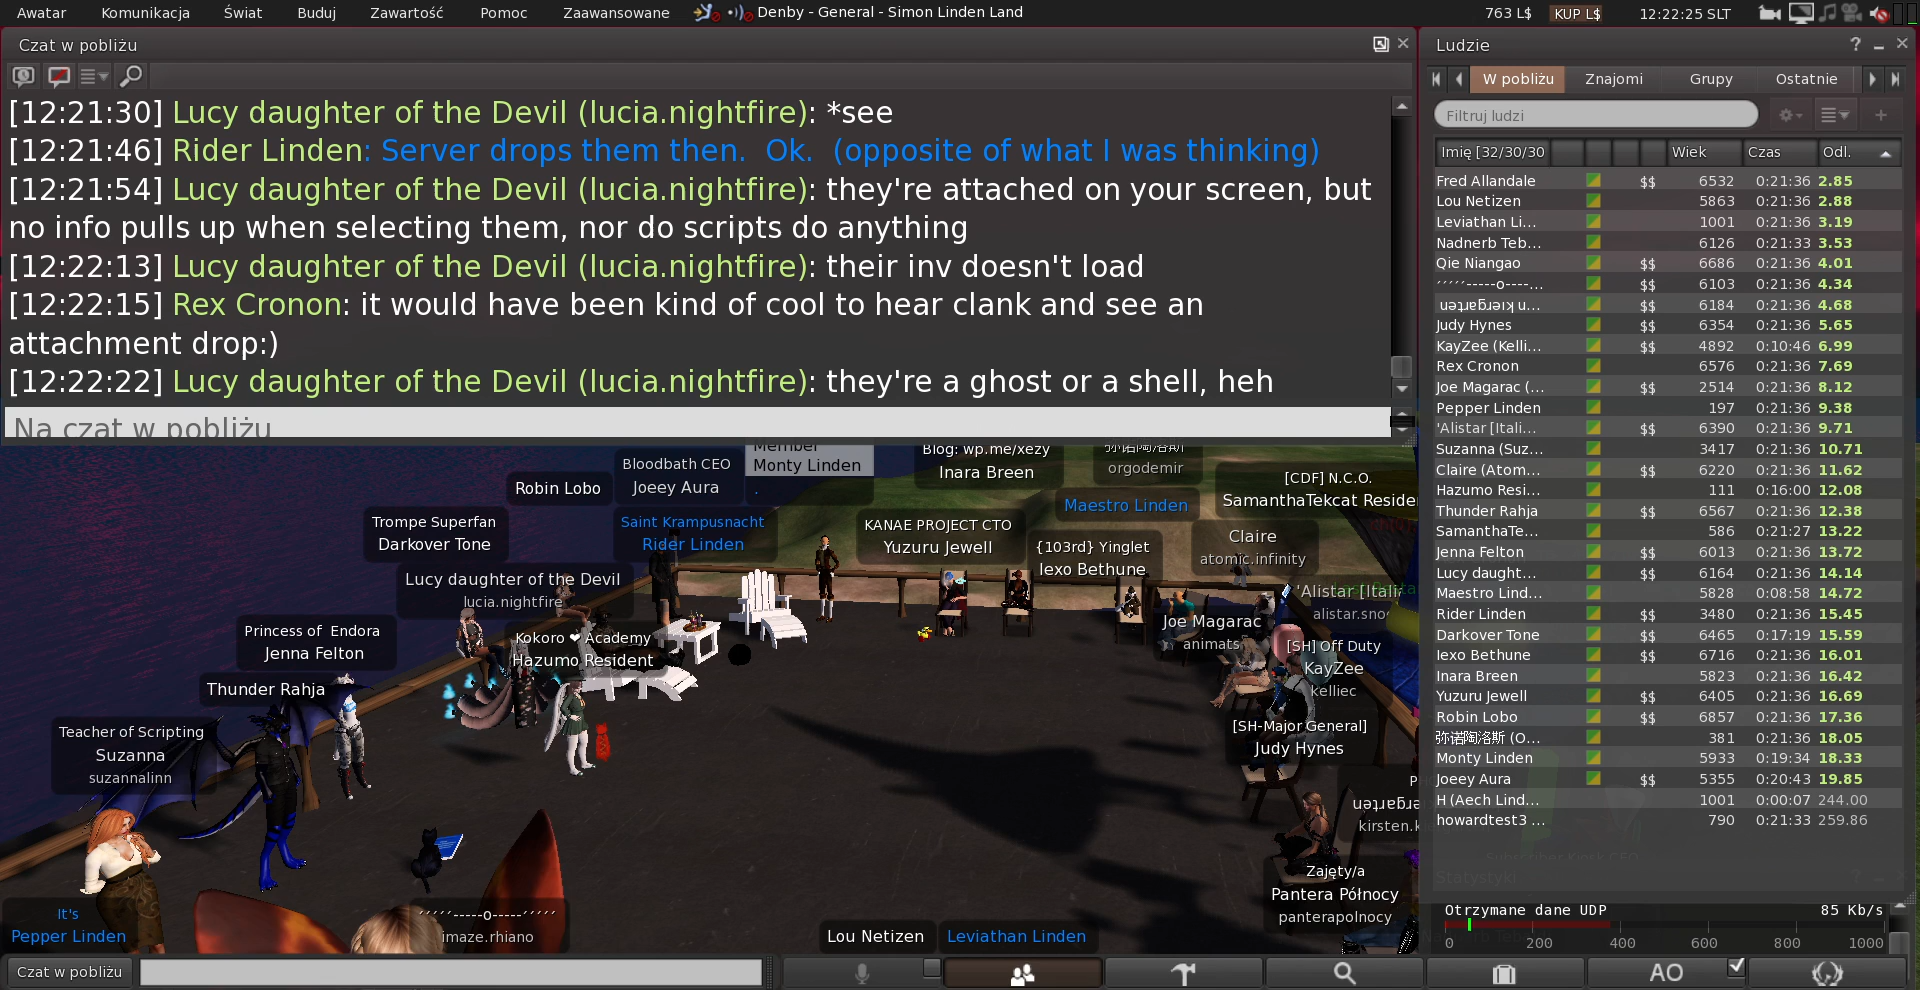 Awatar Komunikacja Świat Buduj Zawartość Pomoc Zaawansowane Denby - General - Simon Linden Land 763 L$ KUP L$ 12:22:25 SLT
Czat w pobliżu
[12:21:30] Lucy daughter of the Devil (lucia.nightfire): *see
[12:21:46] Rider Linden: Server drops them then. Ok. (opposite of what I was thinking)
[12:21:54] Lucy daughter of the Devil (lucia.nightfire): they're attached on your screen, but
no info pulls up when selecting them, nor do scripts do anything
[12:22:13] Lucy daughter of the Devil (lucia.nightfire): their inv doesn't load
[12:22:15] Rex Cronon: it would have been kind of cool to hear clank and see an
attachment drop:)
[12:22:22] Lucy daughter of the Devil (lucia.nightfire): they're a ghost or a shell, heh
Na czat w pobliżu
Member
Monty Linden
Blog: wp.me/xezy
Inara Breen
弥诺陶洛斯
orgodemir
Bloodbath CEO
Joeey Aura
Robin Lobo
[CDF] N.C.O.
SamanthaTekcat Reside
Maestro Linden
Trompe Superfan
Darkover Tone
Saint Krampusnacht
Rider Linden
KANAE PROJECT CTO
Yuzuru Jewell
{103rd} Yinglet
Iexo Bethune
Claire
atomic.infinity
Lucy daughter of the Devil
lucia.nightfire
'Alistar [Itali
alistar.sno
Joe Magarac
animats
Princess of Endora
Jenna Felton
Kokoro ❤ Academy
Hazumo Resident
[SH] Off Duty
KayZee
kelliec
Thunder Rahja
Teacher of Scripting
Suzanna
suzannalinn
[SH-Major General]
Judy Hynes
uǝʇɹɐƃɹǝ
kirsten.k
Zajęty/a
Pantera Północy
panterapolnocy
It's
Pepper Linden
´´´´´-----o-----´´´´´
imaze.rhiano
Lou Netizen
Leviathan Linden
Czat w pobliżu
AO
Ludzie
W pobliżu Znajomi Grupy Ostatnie
Filtruj ludzi
Imię [32/30/30 Wiek Czas Odl.
Fred Allandale $$ 6532 0:21:36 2.85
Lou Netizen 5863 0:21:36 2.88
Leviathan Li... 1001 0:21:36 3.19
Nadnerb Teb... 6126 0:21:33 3.53
Qie Niangao $$ 6686 0:21:36 4.01
´´´´´-----o----... $$ 6103 0:21:36 4.34
uǝʇɹɐƃɹǝıʞ u... $$ 6184 0:21:36 4.68
Judy Hynes $$ 6354 0:21:36 5.65
KayZee (Kelli... $$ 4892 0:10:46 6.99
Rex Cronon 6576 0:21:36 7.69
Joe Magarac (... $$ 2514 0:21:36 8.12
Pepper Linden 197 0:21:36 9.38
'Alistar [Itali... $$ 6390 0:21:36 9.71
Suzanna (Suz... 3417 0:21:36 10.71
Claire (Atom... $$ 6220 0:21:36 11.62
Hazumo Resi... 111 0:16:00 12.08
Thunder Rahja $$ 6567 0:21:36 12.38
SamanthaTe... 586 0:21:27 13.22
Jenna Felton $$ 6013 0:21:36 13.72
Lucy daught... $$ 6164 0:21:36 14.14
Maestro Lind... 5828 0:08:58 14.72
Rider Linden $$ 3480 0:21:36 15.45
Darkover Tone $$ 6465 0:17:19 15.59
Iexo Bethune $$ 6716 0:21:36 16.01
Inara Breen 5823 0:21:36 16.42
Yuzuru Jewell $$ 6405 0:21:36 16.69
Robin Lobo $$ 6857 0:21:36 17.36
弥诺陶洛斯 (O... 381 0:21:36 18.05
Monty Linden 5933 0:19:34 18.33
Joeey Aura $$ 5355 0:20:43 19.85
H (Aech Lind... 1001 0:00:07 244.00
howardtest3 ... 790 0:21:33 259.86
Statystyki
Otrzymane dane UDP 85 Kb/s
0 200 400 600 800 1000